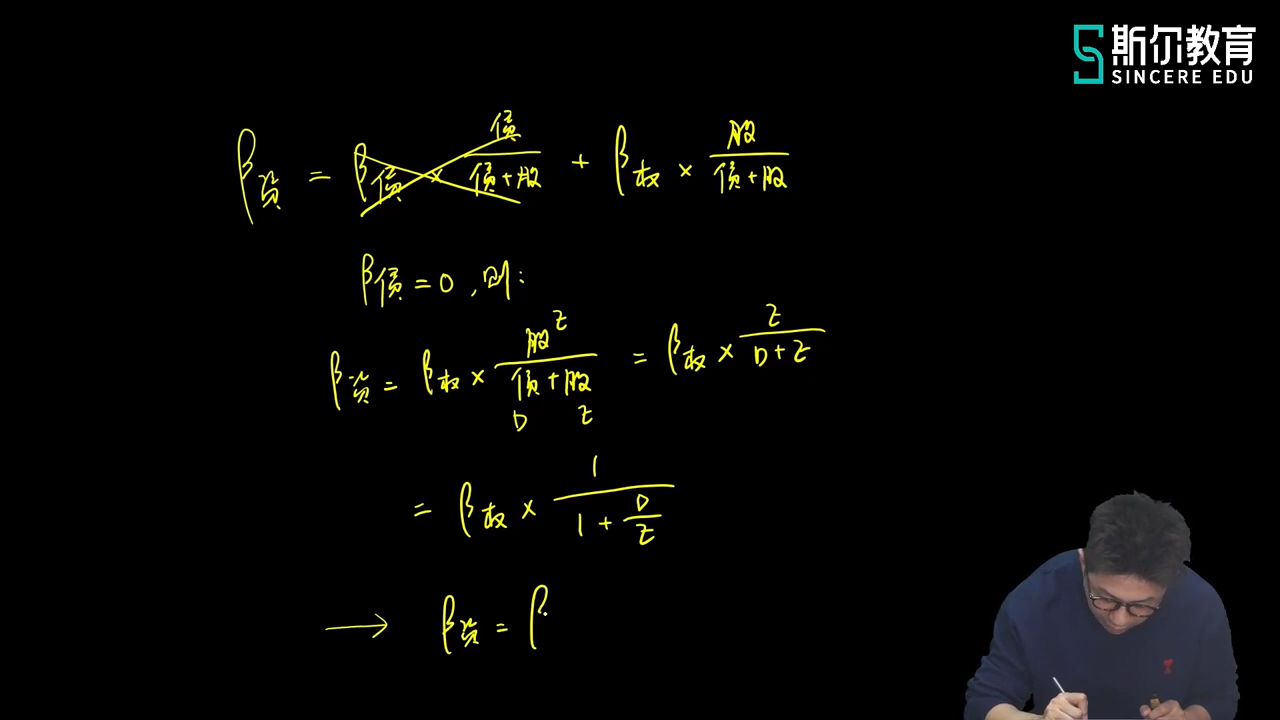 斯尔教育
SINCERE EDU
β资 = β债 × 债/(债+股) + β权 × 股/(债+股)
β债 = 0 , 则:
β资 = β权 × 股/(债+股) = β权 × E/(D+E)
E
D E
= β权 × 1/(1+D/E)
→ β资 = β